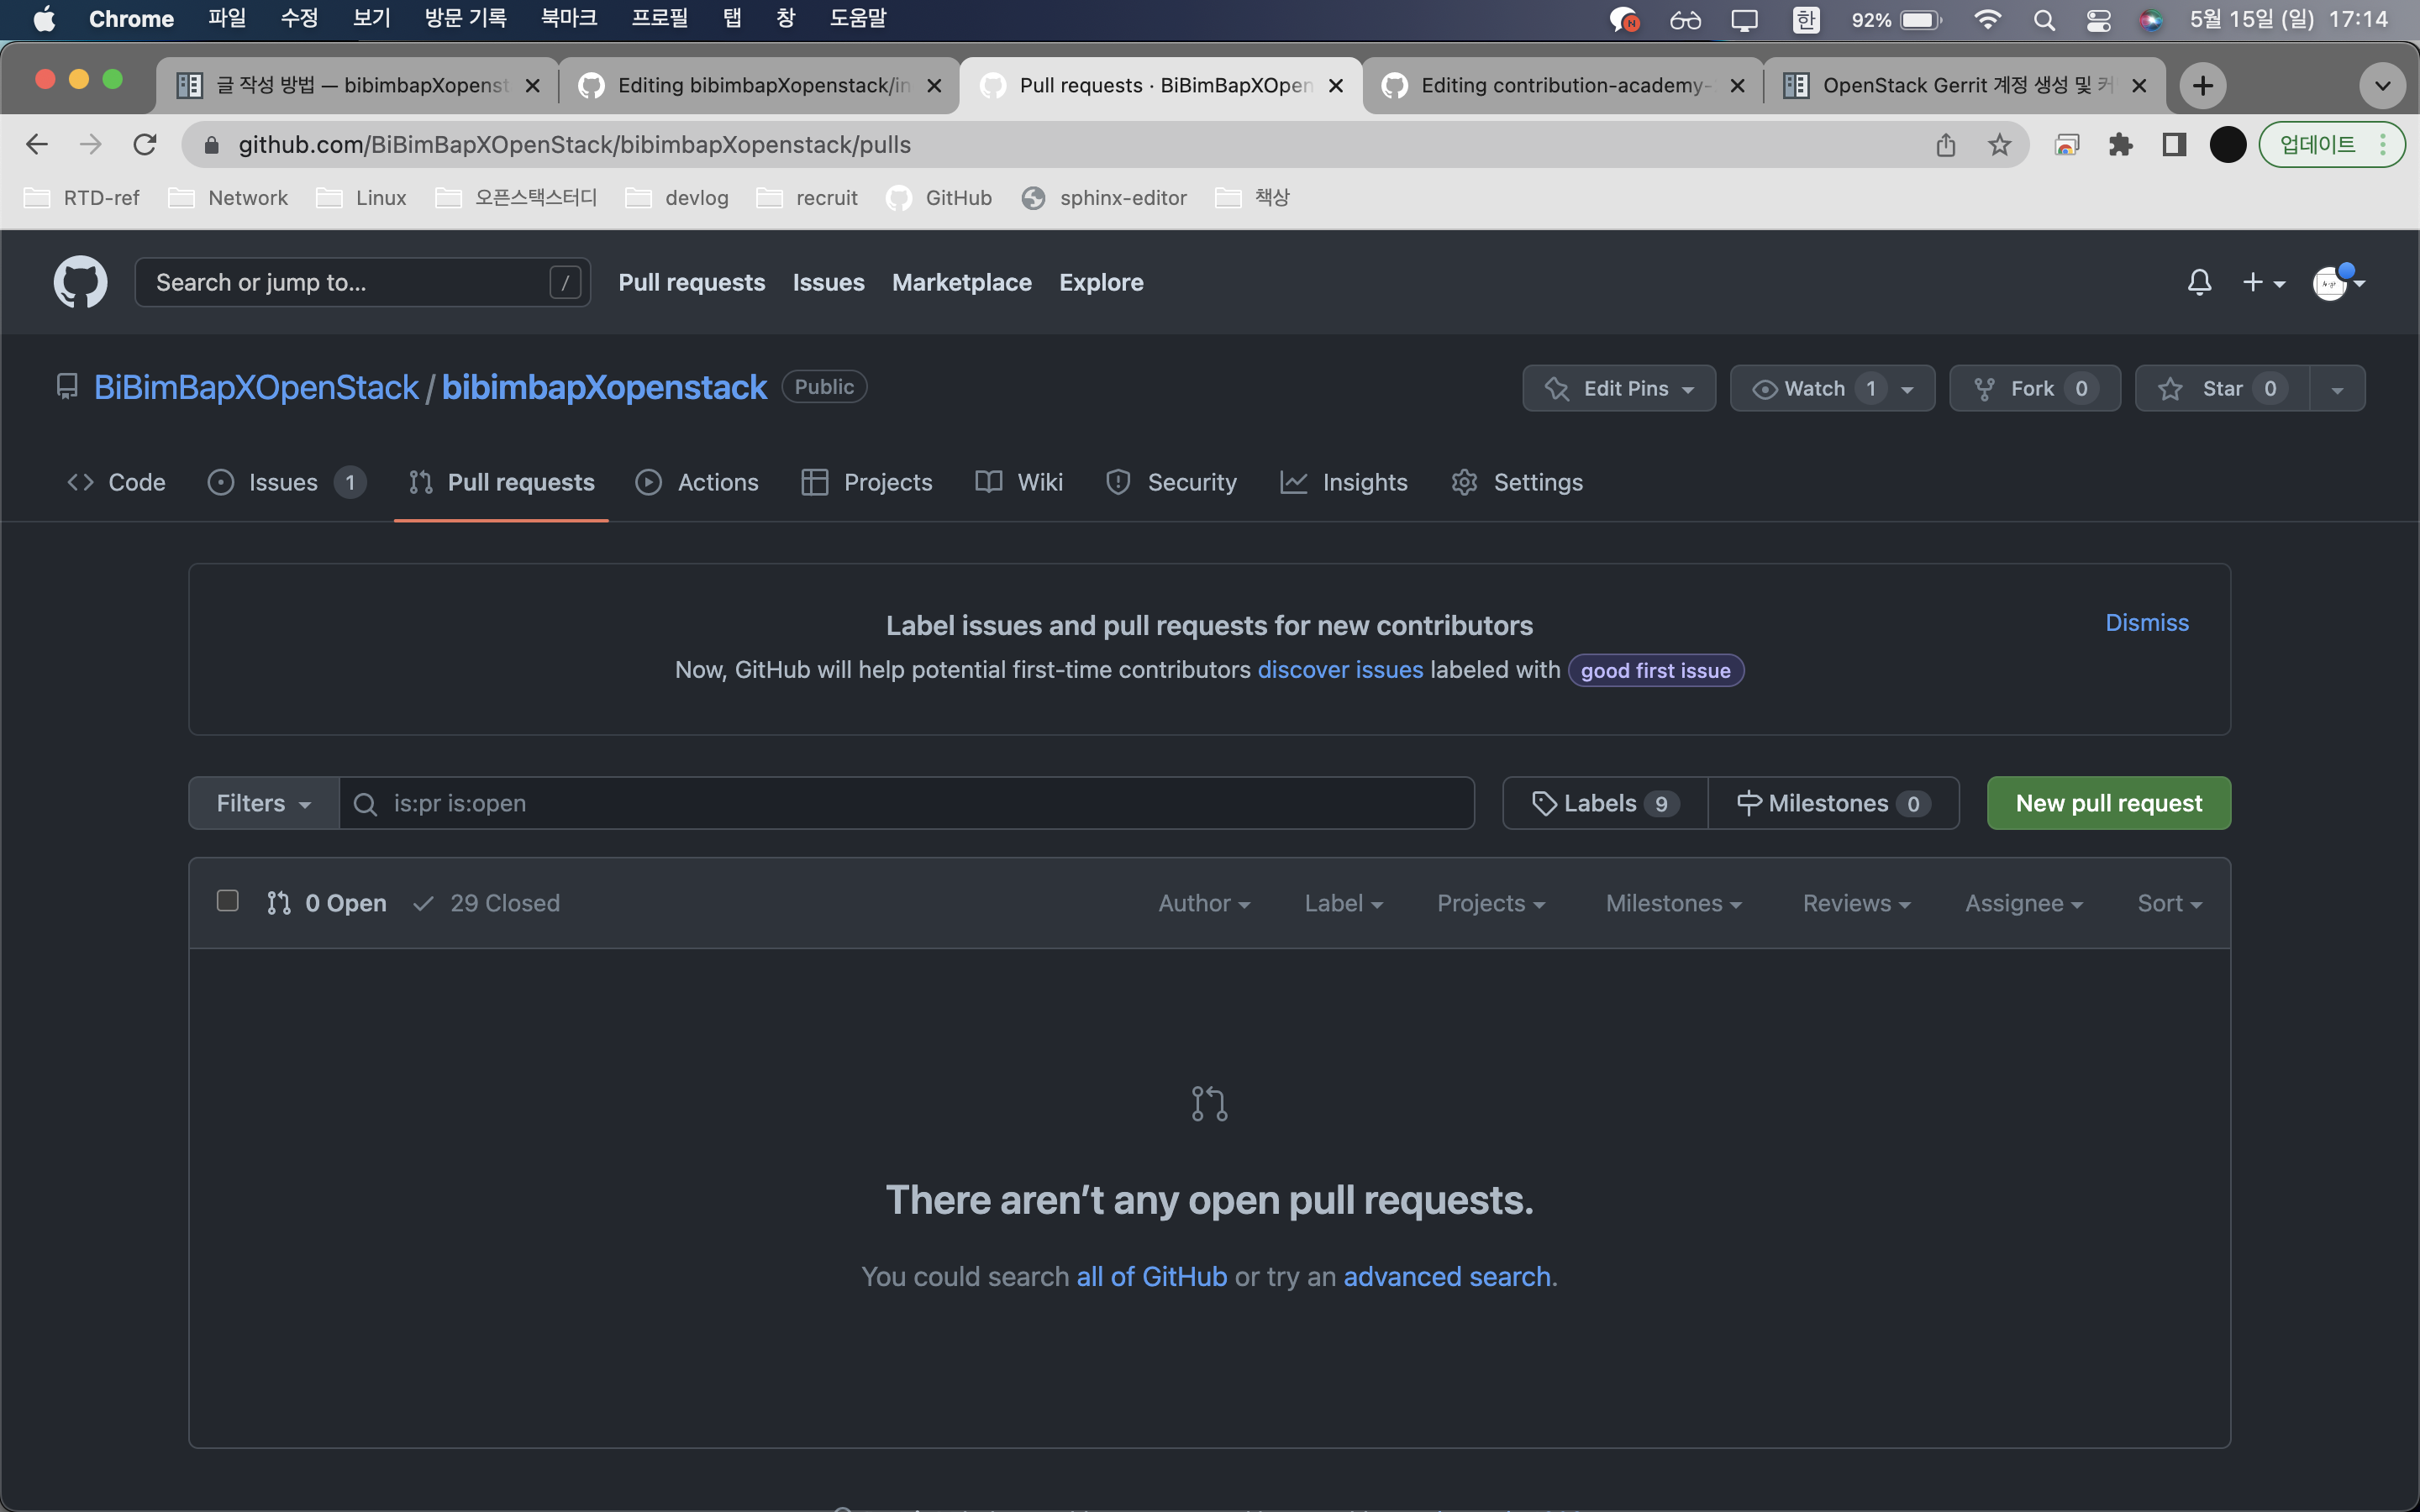 Chrome 파일 수정 보기 방문 기록 북마크 프로필 탭 창 도움말 N 한 92% 5월 15일 (일) 17:14
글 작성 방법 — bibimbapXopenst Editing bibimbapXopenstack/in Pull requests · BiBimBapXOpen Editing contribution-academy- OpenStack Gerrit 계정 생성 및 커
github.com/BiBimBapXOpenStack/bibimbapXopenstack/pulls 업데이트
RTD-ref Network Linux 오픈스택스터디 devlog recruit GitHub sphinx-editor 책상
Search or jump to... / Pull requests Issues Marketplace Explore
BiBimBapXOpenStack / bibimbapXopenstack Public Edit Pins Watch 1 Fork 0 Star 0
Code Issues 1 Pull requests Actions Projects Wiki Security Insights Settings
Label issues and pull requests for new contributors
Dismiss
Now, GitHub will help potential first-time contributors discover issues labeled with good first issue
Filters is:pr is:open Labels 9 Milestones 0 New pull request
0 Open 29 Closed Author Label Projects Milestones Reviews Assignee Sort
There aren’t any open pull requests.
You could search all of GitHub or try an advanced search.